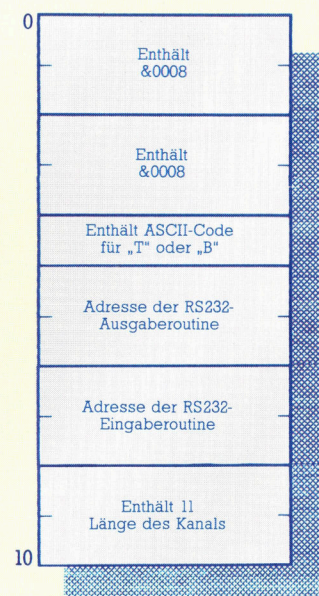 0
Enthält
&0008
Enthält
&0008
Enthält ASCII-Code
für „T" oder „B"
Adresse der RS232-
Ausgaberoutine
Adresse der RS232-
Eingaberoutine
Enthält 11
Länge des Kanals
10